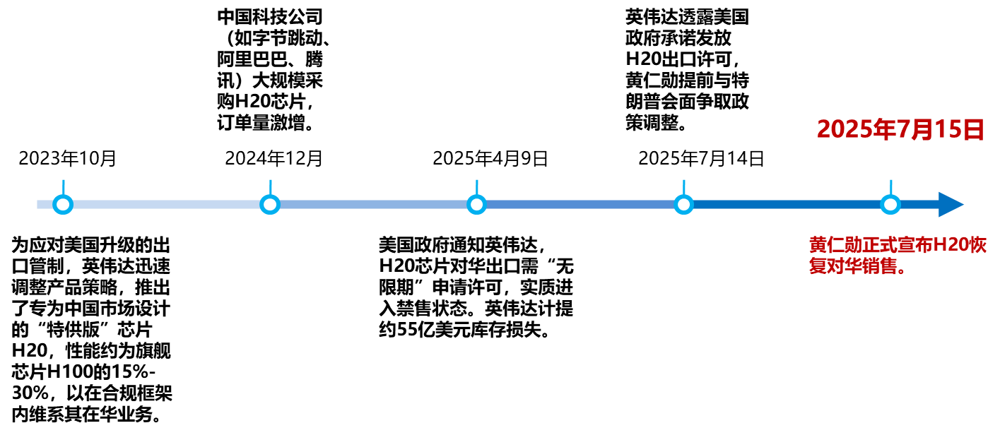 2023年10月
为应对美国升级的出
口管制，英伟达迅速
调整产品策略，推出
了专为中国市场设计
的“特供版”芯片
H20，性能约为旗舰
芯片H100的15%-
30%，以在合规框架
内维系其在华业务。
中国科技公司
（如字节跳动、
阿里巴巴、腾
讯）大规模采
购H20芯片，
订单量激增。
2024年12月
2025年4月9日
美国政府通知英伟达，
H20芯片对华出口需“无
限期”申请许可，实质进
入禁售状态。英伟达计提
约55亿美元库存损失。
英伟达透露美国
政府承诺发放
H20出口许可，
黄仁勋提前与特
朗普会面争取政
策调整。
2025年7月14日
2025年7月15日
黄仁勋正式宣布H20恢
复对华销售。